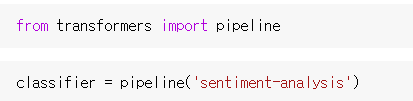 from transformers import pipeline
classifier = pipeline('sentiment-analysis')